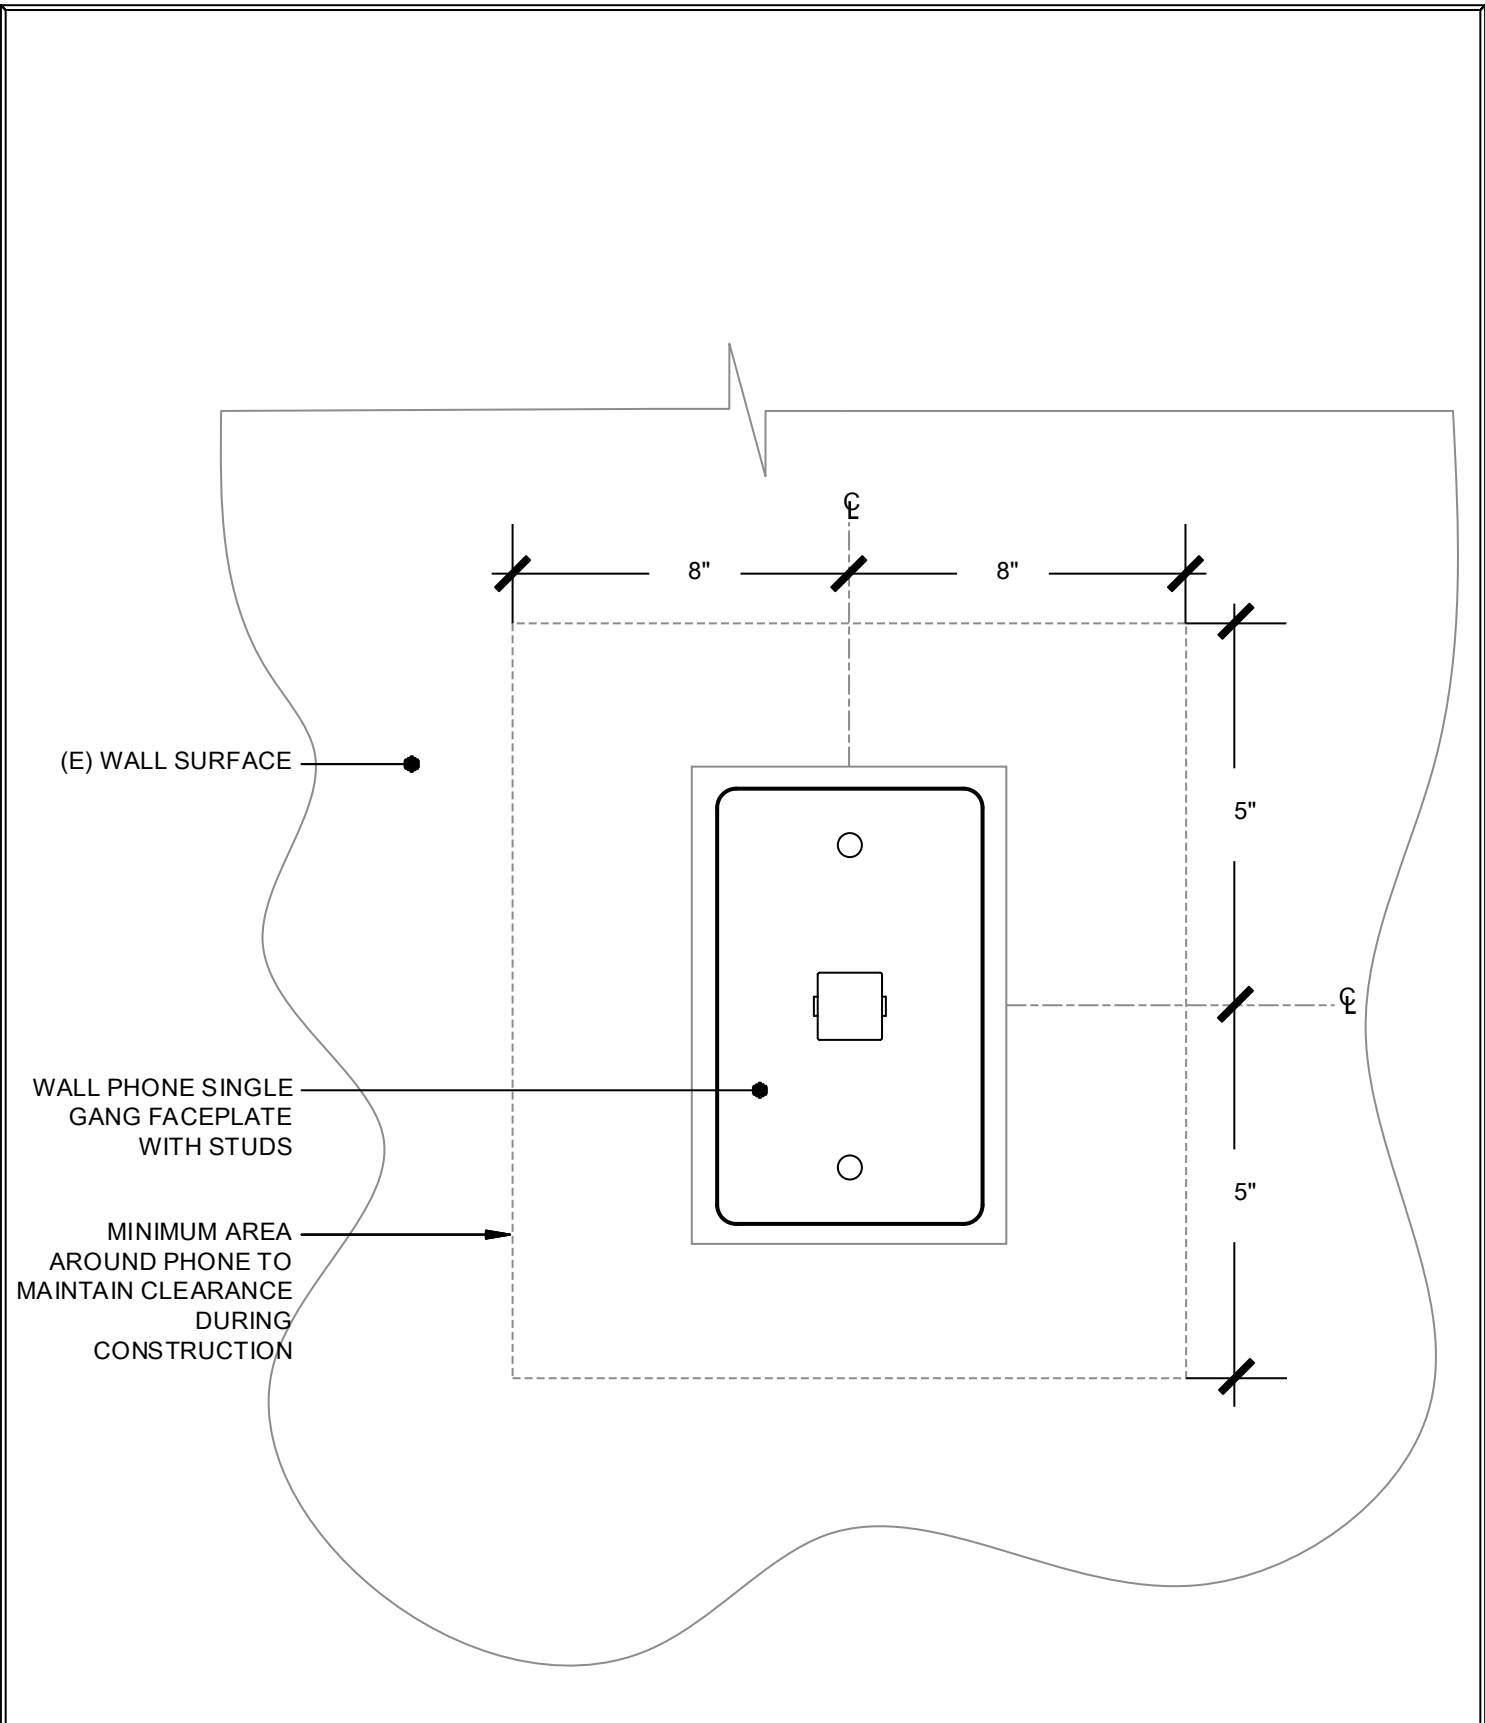 ℄
8"
8"
(E) WALL SURFACE
5"
℄
WALL PHONE SINGLE
GANG FACEPLATE
WITH STUDS
5"
MINIMUM AREA
AROUND PHONE TO
MAINTAIN CLEARANCE
DURING
CONSTRUCTION